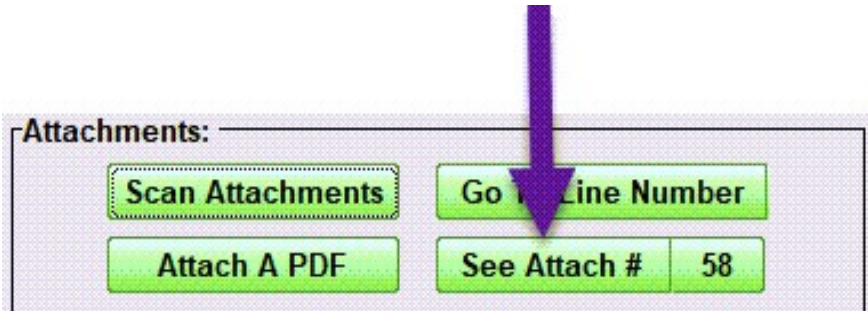 Attachments:
Scan Attachments
Go Line Number
Attach A PDF
See Attach # 58